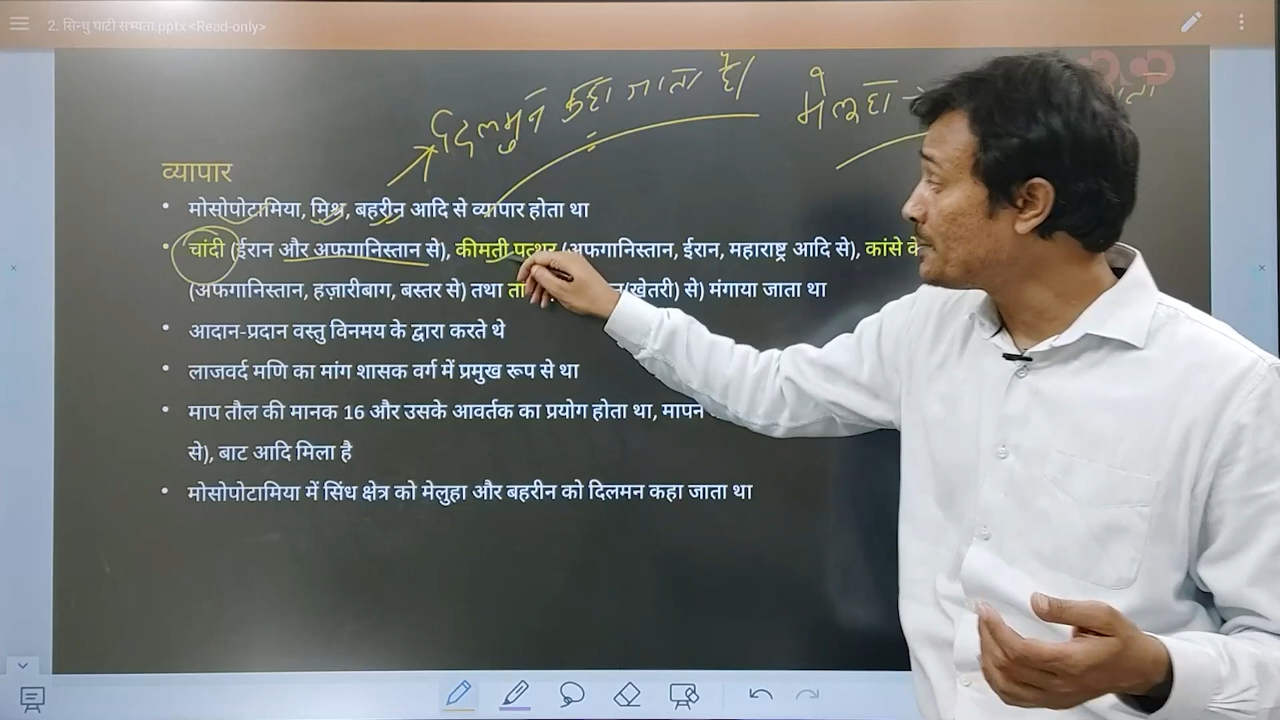 2. सिन्धु घाटी सभ्यता.pptx <Read-only>
दिलमुन कहा जाता है।
मेलूहा
व्यापार
• मोसोपोटामिया, मिश्र, बहरीन आदि से व्यापार होता था
• चांदी (ईरान और अफगानिस्तान से), कीमती पत्थर (अफगानिस्तान, ईरान, महाराष्ट्र आदि से), कांसे
(अफगानिस्तान, हज़ारीबाग, बस्तर से) तथा (खेतरी) से) मंगाया जाता था
• आदान-प्रदान वस्तु विनमय के द्वारा करते थे
• लाजवर्द मणि का मांग शासक वर्ग में प्रमुख रूप से था
• माप तौल की मानक 16 और उसके आवर्तक का प्रयोग होता था, मापन
से), बाट आदि मिला है
• मोसोपोटामिया में सिंध क्षेत्र को मेलुहा और बहरीन को दिलमन कहा जाता था